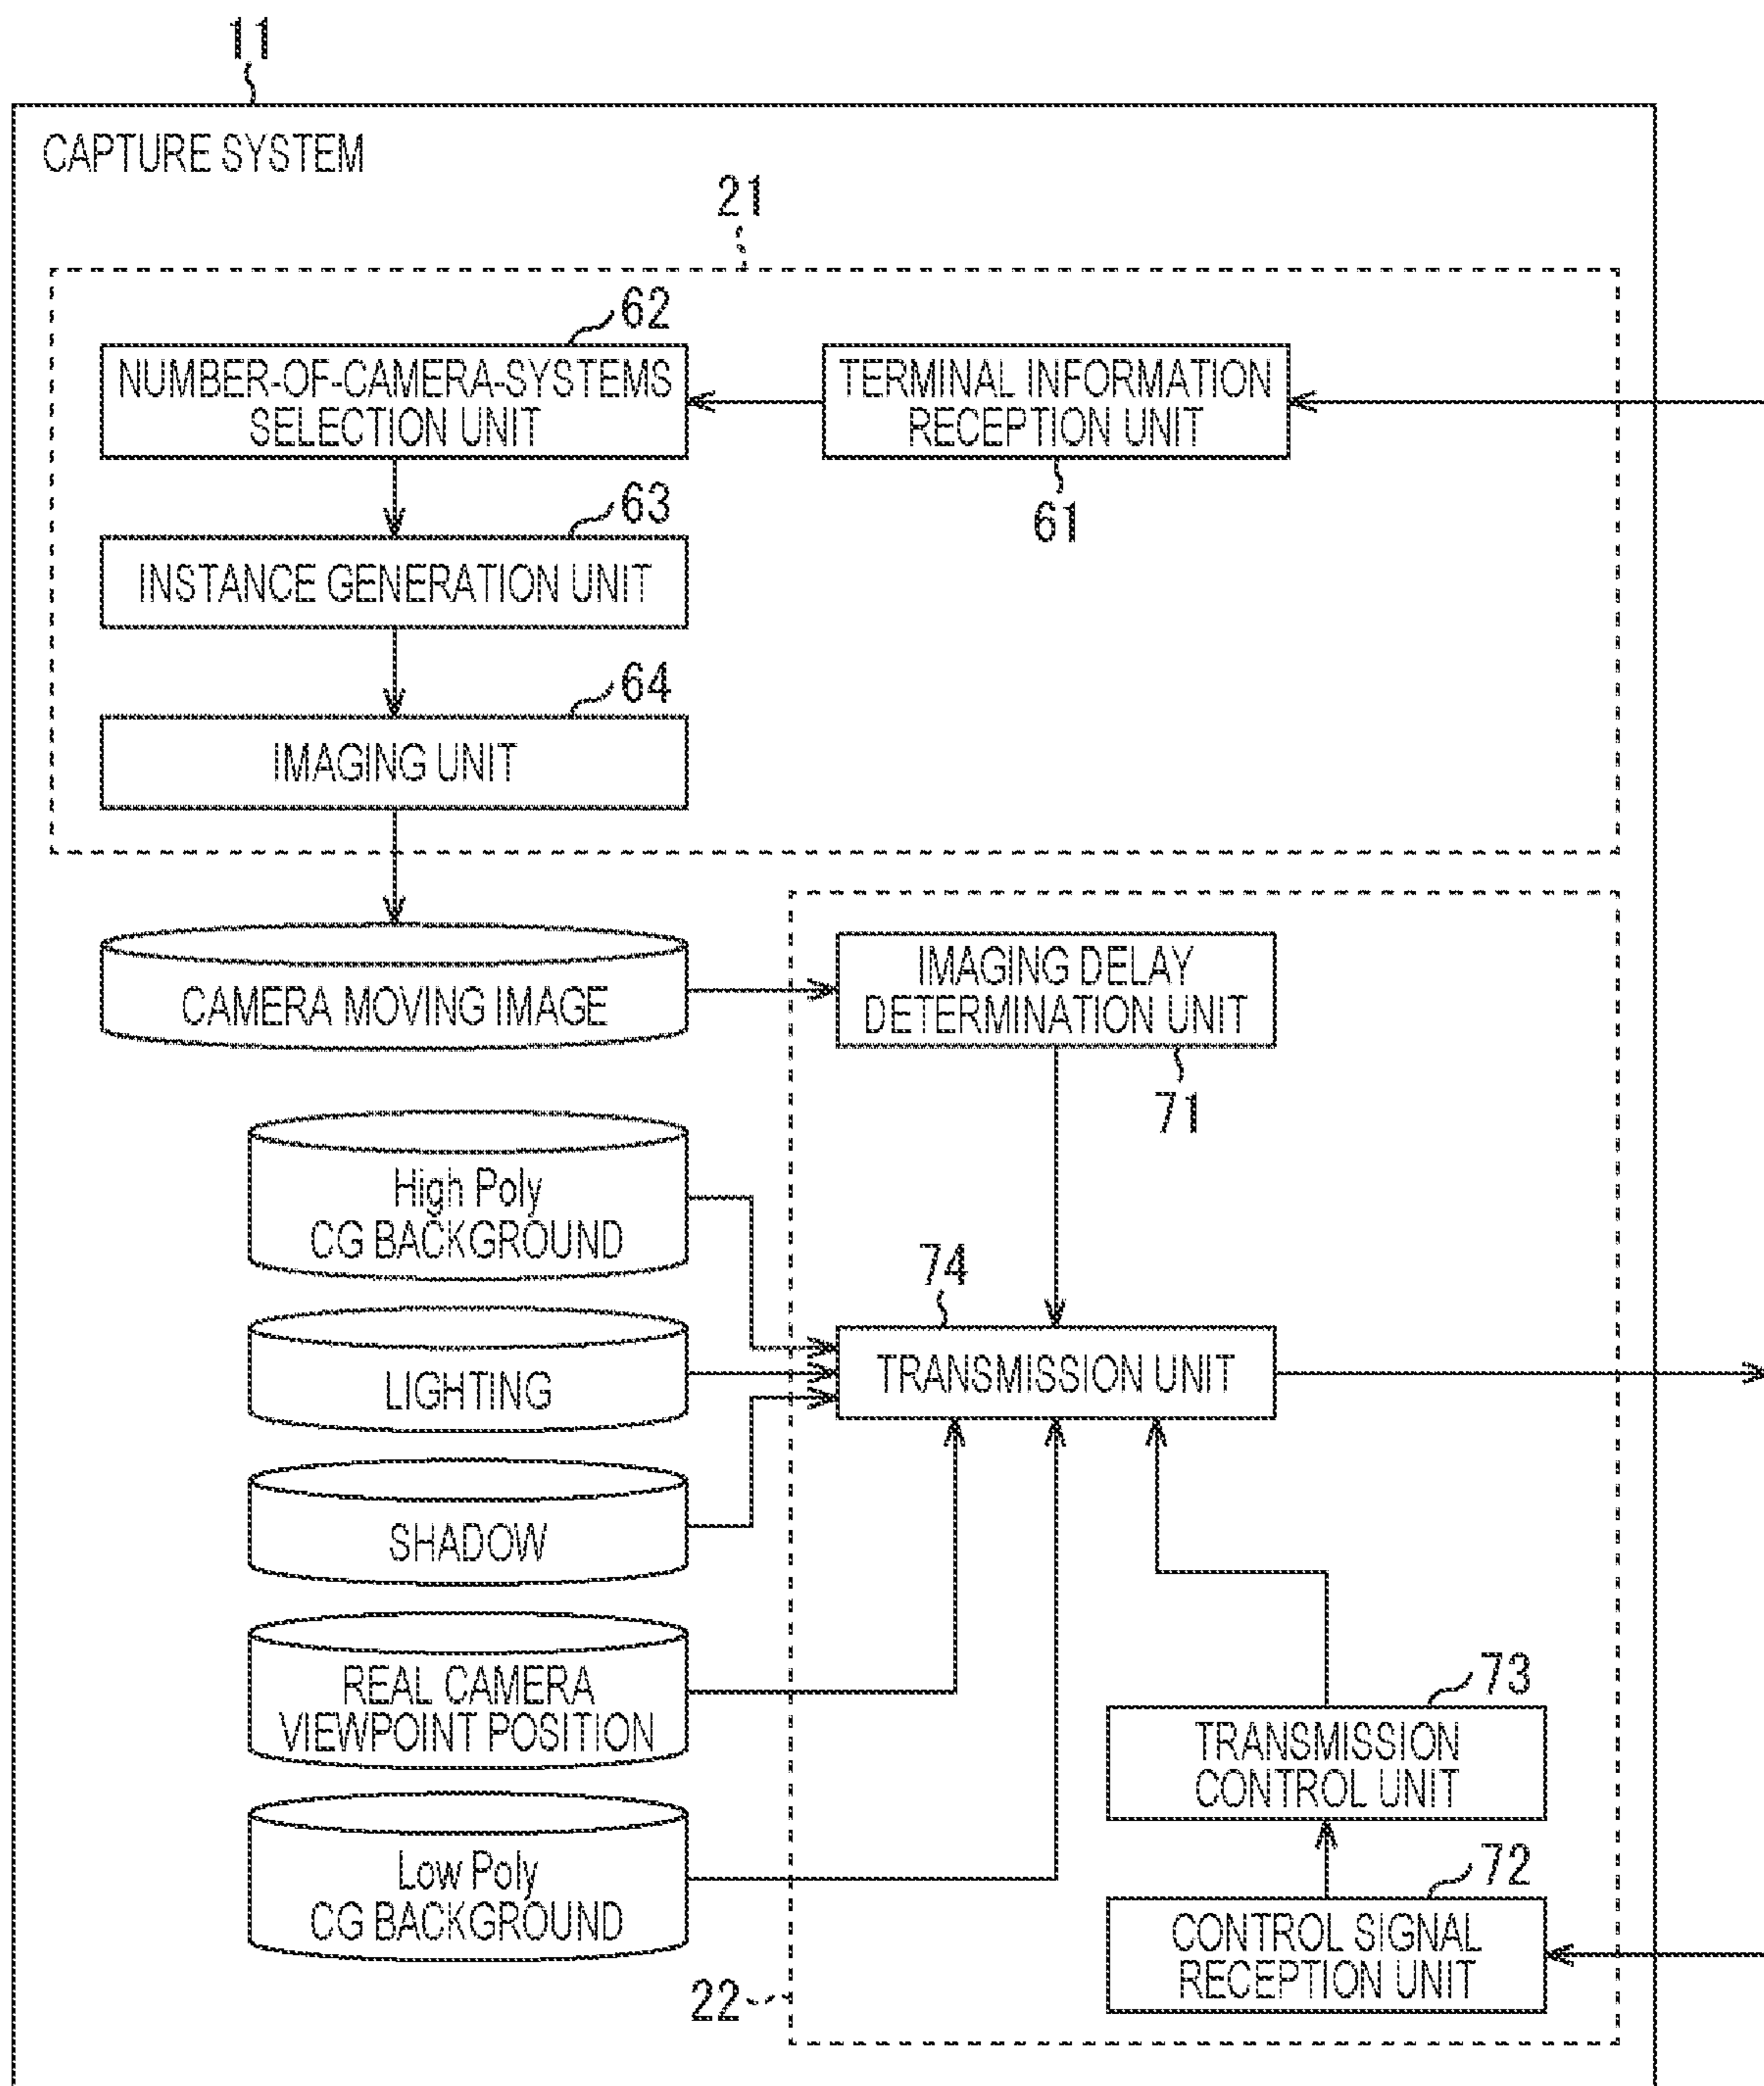 11
CAPTURE SYSTEM
21
62
NUMBER-OF-CAMERA-SYSTEMS
SELECTION UNIT
TERMINAL INFORMATION
RECEPTION UNIT
61
63
INSTANCE GENERATION UNIT
64
IMAGING UNIT
CAMERA MOVING IMAGE
IMAGING DELAY
DETERMINATION UNIT
71
High Poly
CG BACKGROUND
74
LIGHTING
TRANSMISSION UNIT
SHADOW
REAL CAMERA
VIEWPOINT POSITION
73
TRANSMISSION
CONTROL UNIT
Low Poly
CG BACKGROUND
72
CONTROL SIGNAL
RECEPTION UNIT
22